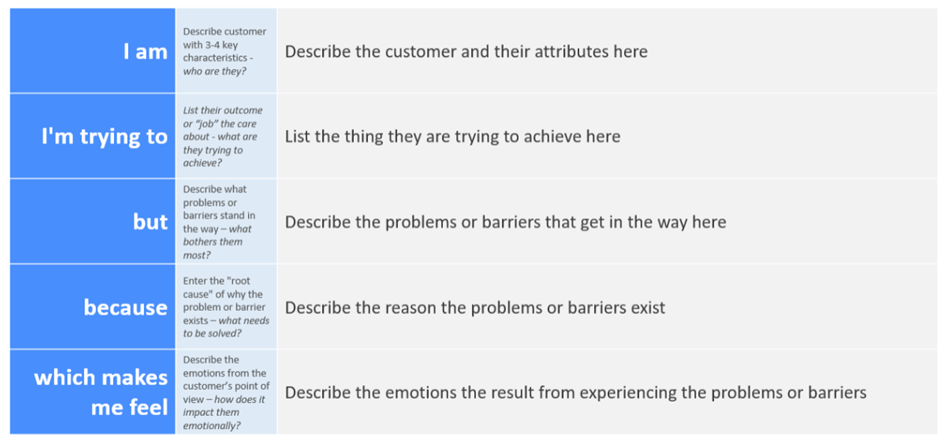 I am
Describe customer
with 3-4 key
characteristics -
who are they?
Describe the customer and their attributes here
I'm trying to
List their outcome
or "job" the care
about - what are
they trying to
achieve?
List the thing they are trying to achieve here
but
Describe what
problems or
barriers stand in
the way – what
bothers them
most?
Describe the problems or barriers that get in the way here
because
Enter the "root
cause" of why the
problem or barrier
exists – what needs
to be solved?
Describe the reason the problems or barriers exist
which makes
me feel
Describe the
emotions from the
customer's point of
view – how does it
impact them
emotionally?
Describe the emotions the result from experiencing the problems or barriers